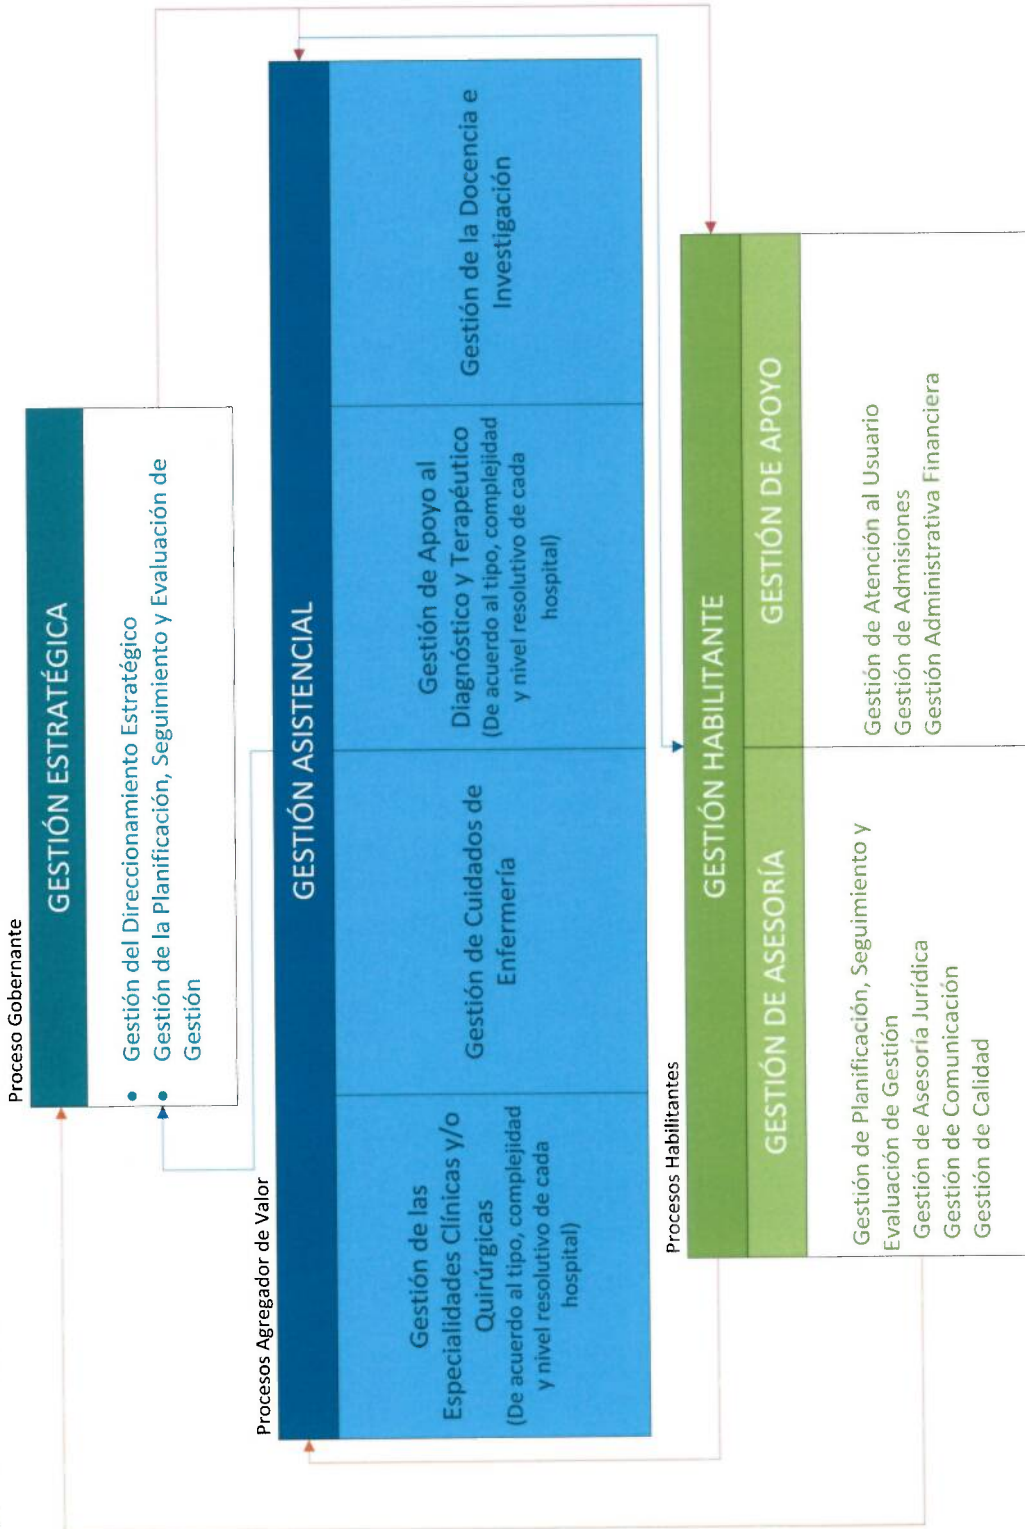 Proceso Gobernante
GESTIÓN ESTRATÉGICA
• Gestión del Direccionamiento Estratégico
• Gestión de la Planificación, Seguimiento y Evaluación de
Gestión
Procesos Agregador de Valor
GESTIÓN ASISTENCIAL
Gestión de las
Especialidades Clínicas y/o
Quirúrgicas
(De acuerdo al tipo, complejidad
y nivel resolutivo de cada
hospital)
Gestión de Cuidados de
Enfermería
Gestión de Apoyo al
Diagnóstico y Terapéutico
(De acuerdo al tipo, complejidad
y nivel resolutivo de cada
hospital)
Gestión de la Docencia e
Investigación
Procesos Habilitantes
GESTIÓN HABILITANTE
GESTIÓN DE ASESORÍA
Gestión de Planificación, Seguimiento y
Evaluación de Gestión
Gestión de Asesoría Jurídica
Gestión de Comunicación
Gestión de Calidad
GESTIÓN DE APOYO
Gestión de Atención al Usuario
Gestión de Admisiones
Gestión Administrativa Financiera